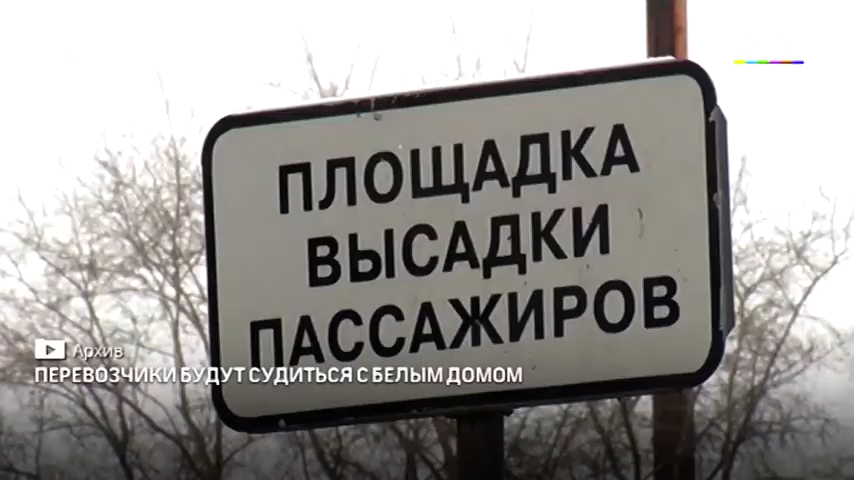 ПЛОЩАДКА
ВЫСАДКИ
ПАССАЖИРОВ
Архив
ПЕРЕВОЗЧИКИ БУДУТ СУДИТЬСЯ С БЕЛЫМ ДОМОМ